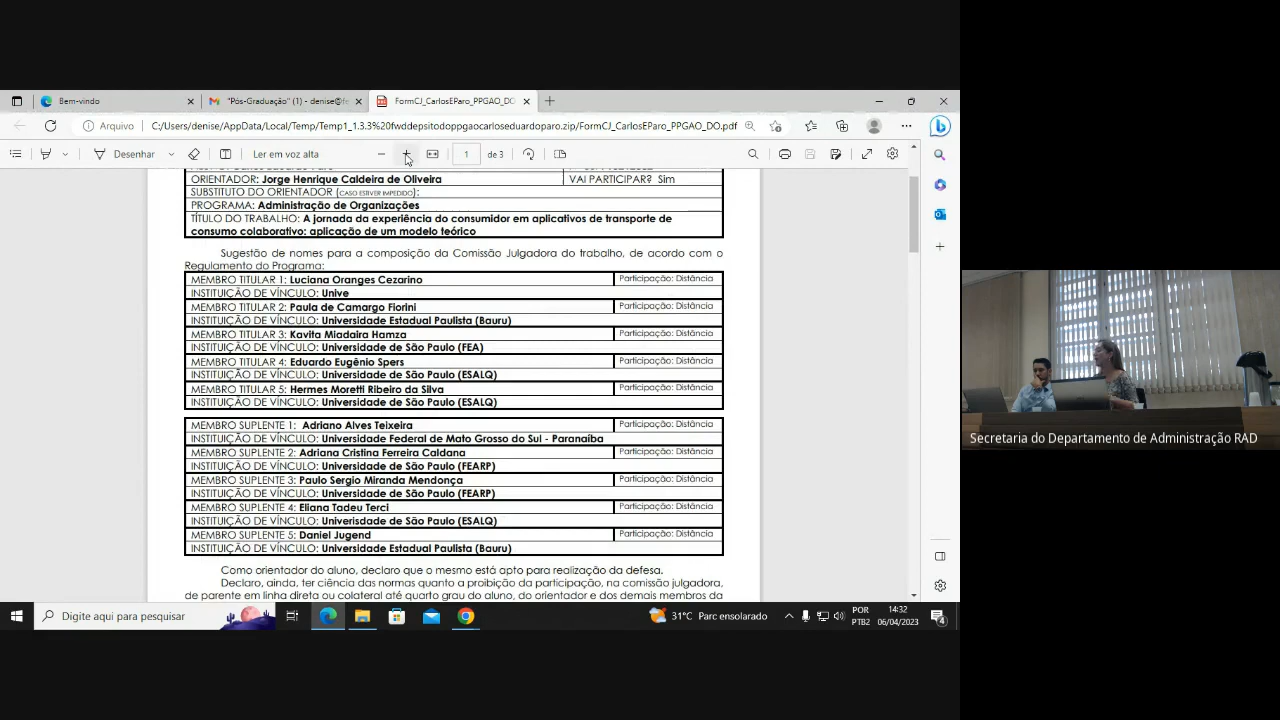 Bem-vindo
"Pós-Graduação" (1) - denise@f
FormCJ_CarlosEParo_PPGAO_DO
Arquivo
C:/Users/denise/AppData/Local/Temp/Temp1_1.3.3%20fwddepsitodoppgaocarloseduardoparo.zip/FormCJ_CarlosEParo_PPGAO_DO.pdf
Desenhar
Ler em voz alta
1 de 3
ORIENTADOR: Jorge Henrique Caldeira de Oliveira
VAI PARTICIPAR? Sim
SUBSTITUTO DO ORIENTADOR (CASO ESTIVER IMPEDIDO):
PROGRAMA: Administração de Organizações
TÍTULO DO TRABALHO: A jornada da experiência do consumidor em aplicativos de transporte de
consumo colaborativo: aplicação de um modelo teórico
Sugestão de nomes para a composição da Comissão Julgadora do trabalho, de acordo com o
Regulamento do Programa:
MEMBRO TITULAR 1: Luciana Oranges Cezarino
Participação: Distância
INSTITUIÇÃO DE VÍNCULO: Unive
MEMBRO TITULAR 2: Paula de Camargo Fiorini
Participação: Distância
INSTITUIÇÃO DE VÍNCULO: Universidade Estadual Paulista (Bauru)
MEMBRO TITULAR 3: Kavita Miadaira Hamza
Participação: Distância
INSTITUIÇÃO DE VÍNCULO: Universidade de São Paulo (FEA)
MEMBRO TITULAR 4: Eduardo Eugênio Spers
Participação: Distância
INSTITUIÇÃO DE VÍNCULO: Universidade de São Paulo (ESALQ)
MEMBRO TITULAR 5: Hermes Moretti Ribeiro da Silva
Participação: Distância
INSTITUIÇÃO DE VÍNCULO: Universidade de São Paulo (ESALQ)
MEMBRO SUPLENTE 1: Adriano Alves Teixeira
Participação: Distância
INSTITUIÇÃO DE VÍNCULO: Universidade Federal de Mato Grosso do Sul - Paranaíba
MEMBRO SUPLENTE 2: Adriana Cristina Ferreira Caldana
Participação: Distância
INSTITUIÇÃO DE VÍNCULO: Universidade de São Paulo (FEARP)
MEMBRO SUPLENTE 3: Paulo Sergio Miranda Mendonça
Participação: Distância
INSTITUIÇÃO DE VÍNCULO: Universidade de São Paulo (FEARP)
MEMBRO SUPLENTE 4: Eliana Tadeu Terci
Participação: Distância
INSTITUIÇÃO DE VÍNCULO: Univerisdade de São Paulo (ESALQ)
MEMBRO SUPLENTE 5: Daniel Jugend
Participação: Distância
INSTITUIÇÃO DE VÍNCULO: Universidade Estadual Paulista (Bauru)
Como orientador do aluno, declaro que o mesmo está apto para realização da defesa.
Declaro, ainda, ter ciência das normas quanto a proibição da participação, na comissão julgadora,
de parente em linha direta ou colateral até quarto grau do aluno, do orientador e dos demais membros da
Digite aqui para pesquisar
31°C Parc ensolarado
POR
PTB2
14:32
06/04/2023
4
Secretaria do Departamento de Administração RAD